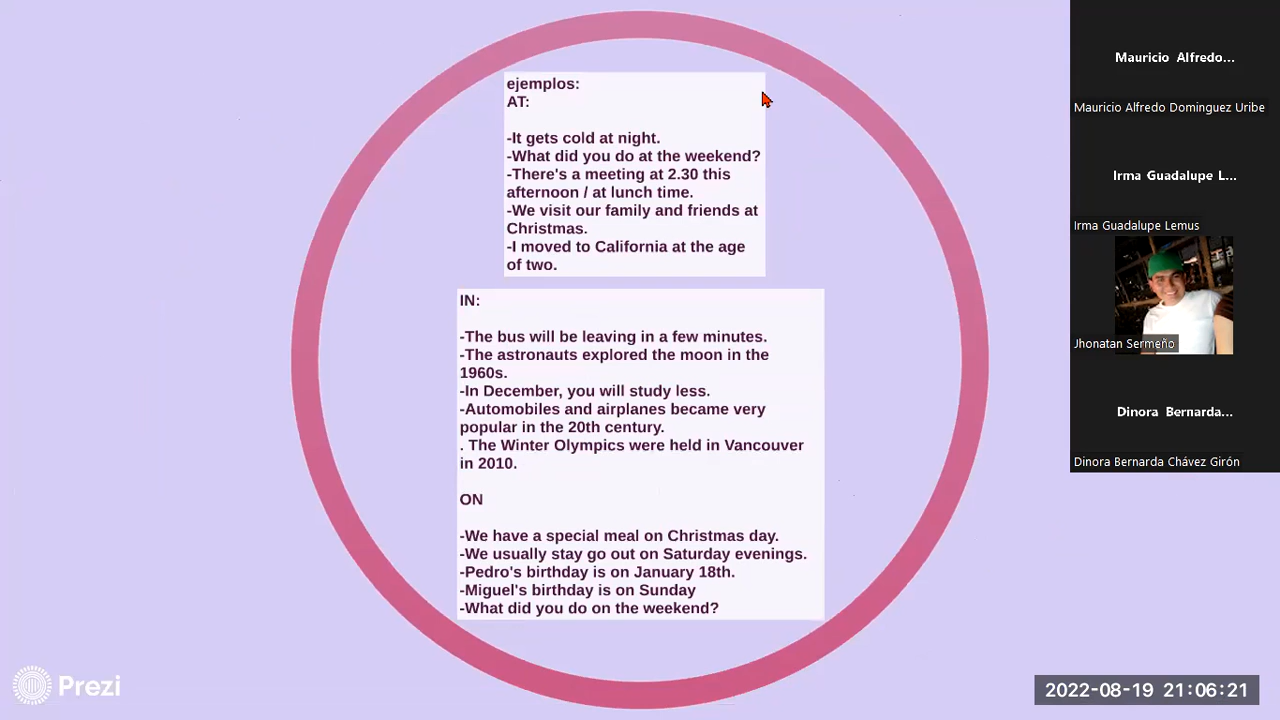 ejemplos:
AT:
-It gets cold at night.
-What did you do at the weekend?
-There's a meeting at 2.30 this
afternoon / at lunch time.
-We visit our family and friends at
Christmas.
-I moved to California at the age
of two.
IN:
-The bus will be leaving in a few minutes.
-The astronauts explored the moon in the
1960s.
-In December, you will study less.
-Automobiles and airplanes became very
popular in the 20th century.
. The Winter Olympics were held in Vancouver
in 2010.
ON
-We have a special meal on Christmas day.
-We usually stay go out on Saturday evenings.
-Pedro's birthday is on January 18th.
-Miguel's birthday is on Sunday
-What did you do on the weekend?
Mauricio Alfredo...
Mauricio Alfredo Dominguez Uribe
Irma Guadalupe L...
Irma Guadalupe Lemus
Jhonatan Sermeño
Dinora Bernarda...
Dinora Bernarda Chávez Girón
Prezi
2022-08-19 21:06:21